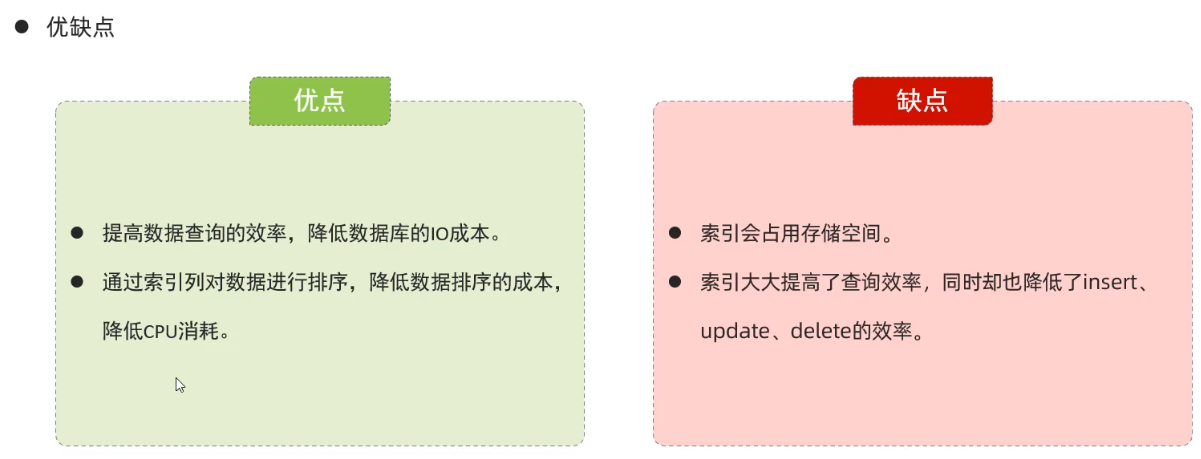 优缺点
优点
提高数据查询的效率，降低数据库的IO成本。
通过索引列对数据进行排序，降低数据排序的成本，
降低CPU消耗。
缺点
索引会占用存储空间。
索引大大提高了查询效率，同时却也降低了insert、
update、delete的效率。